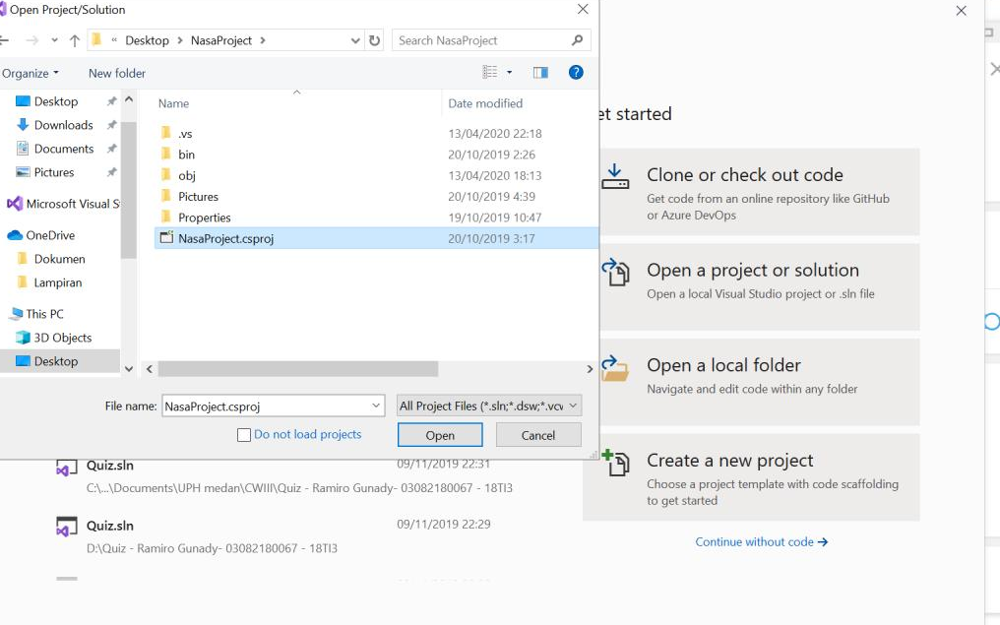 Open Project/Solution
« Desktop > NasaProject >
Search NasaProject
Organize
New folder
Desktop
Downloads
Documents
Pictures
Microsoft Visual S
OneDrive
Dokumen
Lampiran
This PC
3D Objects
Desktop
Name
Date modified
.vs
13/04/2020 22:18
bin
20/10/2019 2:26
obj
13/04/2020 18:13
Pictures
20/10/2019 4:39
Properties
19/10/2019 10:47
NasaProject.csproj
20/10/2019 3:17
File name:
NasaProject.csproj
All Project Files (*.sln;*.dsw;*.vcw
Do not load projects
Open
Cancel
Quiz.sln
09/11/2019 22:31
C:\...\Documents\UPH medan\CWIII\Quiz - Ramiro Gunady- 03082180067 - 18TI3
Quiz.sln
09/11/2019 22:29
D:\Quiz - Ramiro Gunady- 03082180067 - 18TI3
et started
Clone or check out code
Get code from an online repository like GitHub
or Azure DevOps
Open a project or solution
Open a local Visual Studio project or .sln file
Open a local folder
Navigate and edit code within any folder
Create a new project
Choose a project template with code scaffolding
to get started
Continue without code →